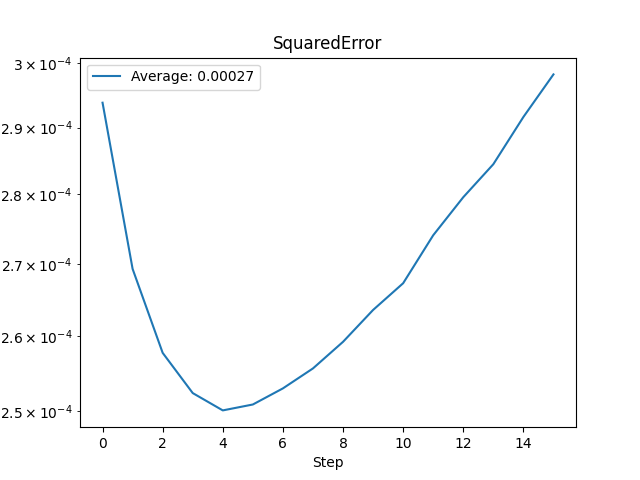 SquaredError
Average: 0.00027
3 × 10⁻⁴
2.9 × 10⁻⁴
2.8 × 10⁻⁴
2.7 × 10⁻⁴
2.6 × 10⁻⁴
2.5 × 10⁻⁴
0 2 4 6 8 10 12 14
Step